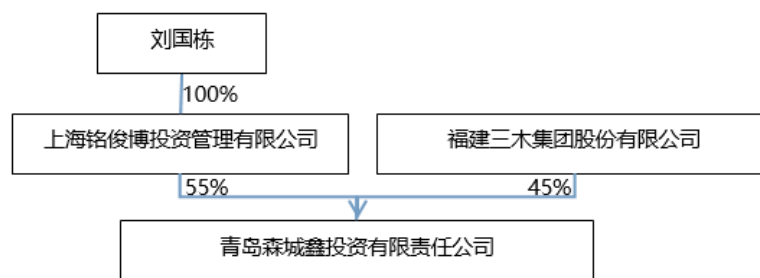 刘国栋
100%
上海铭俊博投资管理有限公司
福建三木集团股份有限公司
55%
45%
青岛森城鑫投资有限责任公司